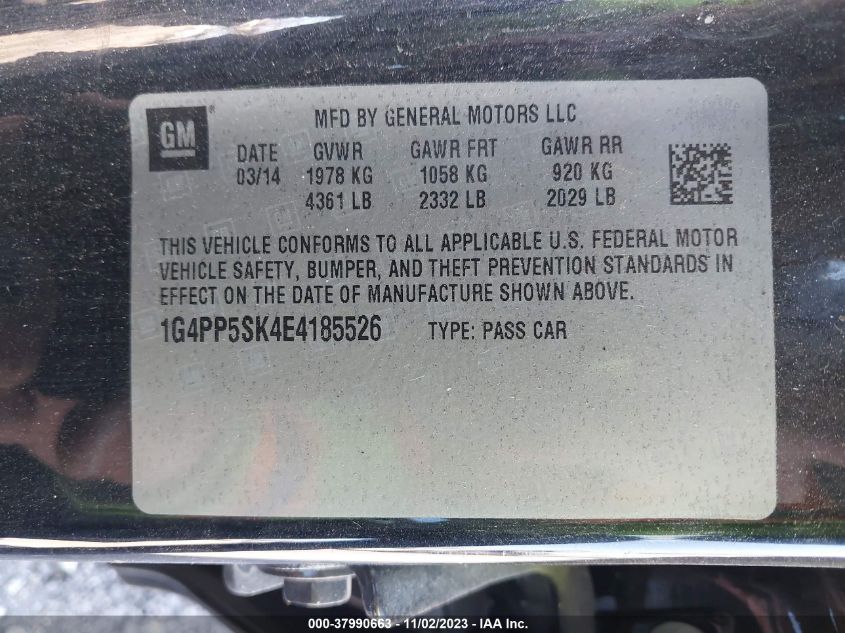 GM
MFD BY GENERAL MOTORS LLC
DATE GVWR GAWR FRT GAWR RR
03/14 1978 KG 1058 KG 920 KG
4361 LB 2332 LB 2029 LB
THIS VEHICLE CONFORMS TO ALL APPLICABLE U.S. FEDERAL MOTOR
VEHICLE SAFETY, BUMPER, AND THEFT PREVENTION STANDARDS IN
EFFECT ON THE DATE OF MANUFACTURE SHOWN ABOVE.
1G4PP5SK4E4185526 TYPE: PASS CAR
000-37990663 - 11/02/2023 - IAA Inc.